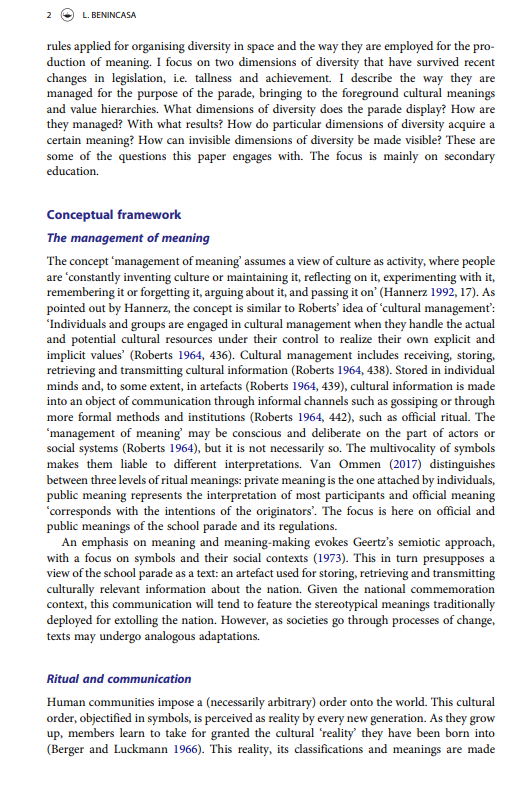 2 L. BENINCASA
rules applied for organising diversity in space and the way they are employed for the pro-
duction of meaning. I focus on two dimensions of diversity that have survived recent
changes in legislation, i.e. tallness and achievement. I describe the way they are
managed for the purpose of the parade, bringing to the foreground cultural meanings
and value hierarchies. What dimensions of diversity does the parade display? How are
they managed? With what results? How do particular dimensions of diversity acquire a
certain meaning? How can invisible dimensions of diversity be made visible? These are
some of the questions this paper engages with. The focus is mainly on secondary
education.
Conceptual framework
The management of meaning
The concept ‘management of meaning’ assumes a view of culture as activity, where people
are ‘constantly inventing culture or maintaining it, reflecting on it, experimenting with it,
remembering it or forgetting it, arguing about it, and passing it on’ (Hannerz 1992, 17). As
pointed out by Hannerz, the concept is similar to Roberts’ idea of ‘cultural management’:
‘Individuals and groups are engaged in cultural management when they handle the actual
and potential cultural resources under their control to realize their own explicit and
implicit values’ (Roberts 1964, 436). Cultural management includes receiving, storing,
retrieving and transmitting cultural information (Roberts 1964, 438). Stored in individual
minds and, to some extent, in artefacts (Roberts 1964, 439), cultural information is made
into an object of communication through informal channels such as gossiping or through
more formal methods and institutions (Roberts 1964, 442), such as official ritual. The
‘management of meaning’ may be conscious and deliberate on the part of actors or
social systems (Roberts 1964), but it is not necessarily so. The multivocality of symbols
makes them liable to different interpretations. Van Ommen (2017) distinguishes
between three levels of ritual meanings: private meaning is the one attached by individuals,
public meaning represents the interpretation of most participants and official meaning
‘corresponds with the intentions of the originators’. The focus is here on official and
public meanings of the school parade and its regulations.
An emphasis on meaning and meaning-making evokes Geertz’s semiotic approach,
with a focus on symbols and their social contexts (1973). This in turn presupposes a
view of the school parade as a text: an artefact used for storing, retrieving and transmitting
culturally relevant information about the nation. Given the national commemoration
context, this communication will tend to feature the stereotypical meanings traditionally
deployed for extolling the nation. However, as societies go through processes of change,
texts may undergo analogous adaptations.
Ritual and communication
Human communities impose a (necessarily arbitrary) order onto the world. This cultural
order, objectified in symbols, is perceived as reality by every new generation. As they grow
up, members learn to take for granted the cultural ‘reality’ they have been born into
(Berger and Luckmann 1966). This reality, its classifications and meanings are made